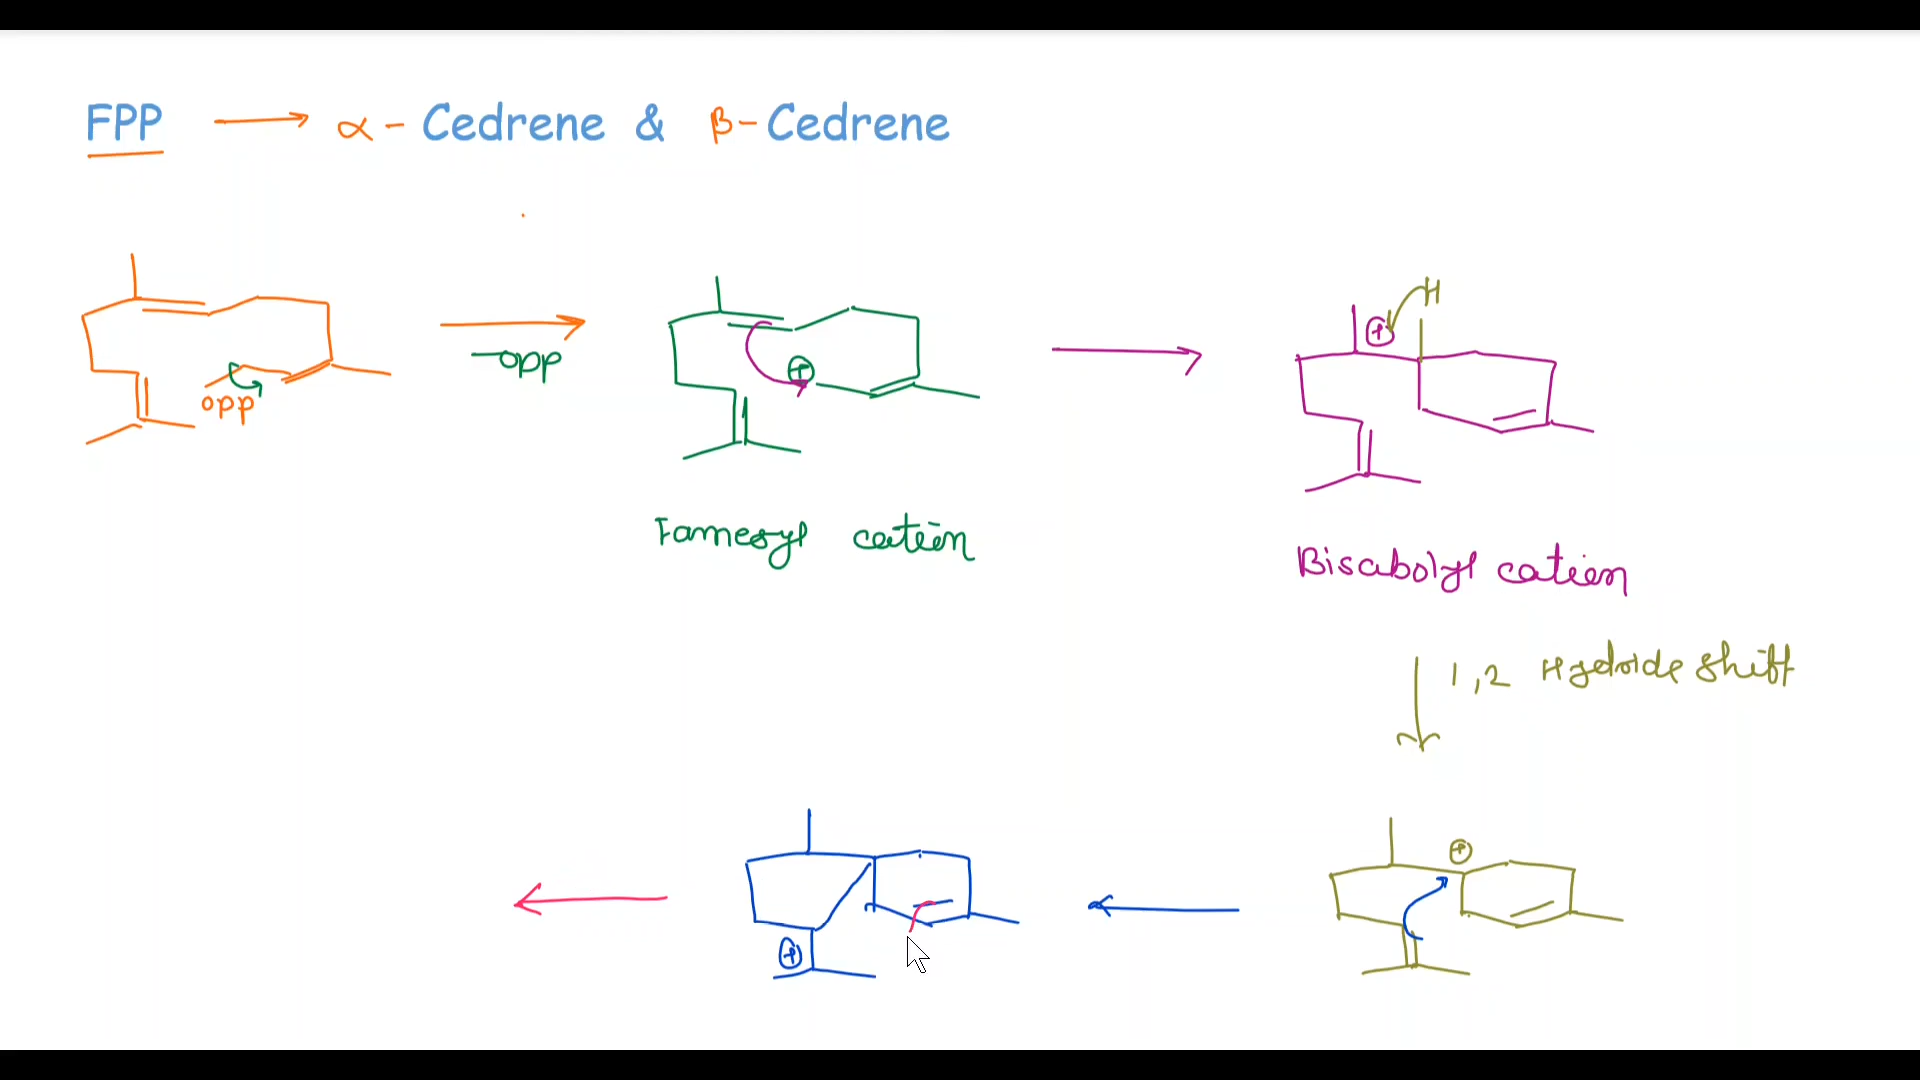 FPP → α- Cedrene & β- Cedrene
opp
-opp
⊕
H
⊕
Farnesyl cation
Bisabolyl cation
1,2 Hydride shift
⊕
⊕